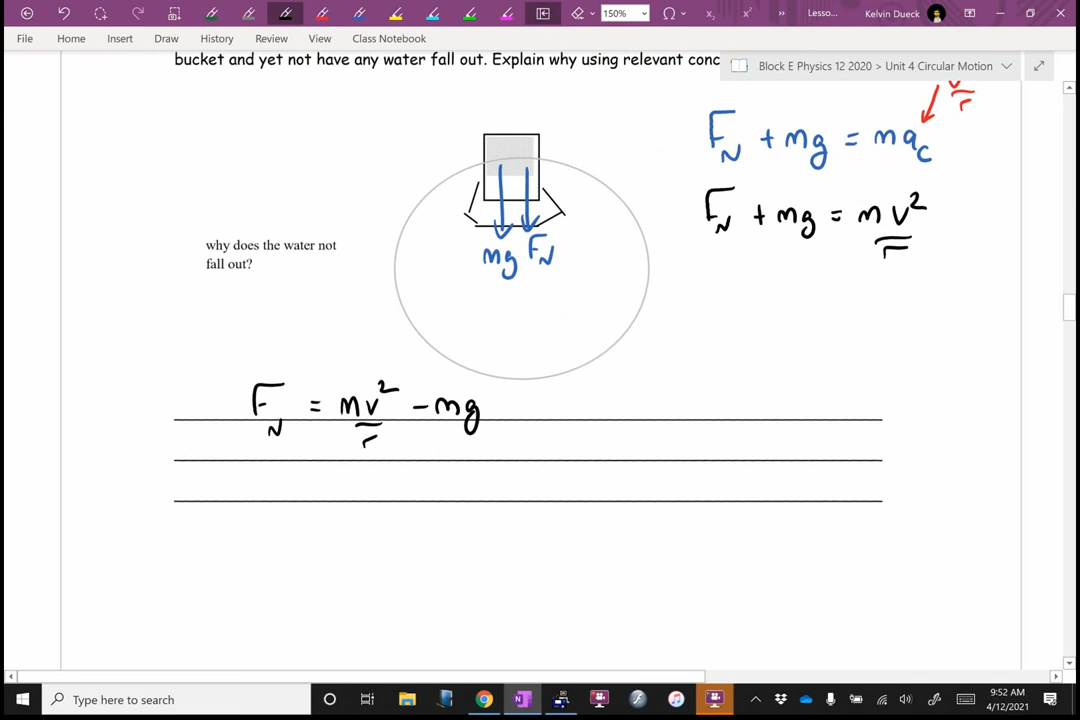 150%
Lesso...
Kelvin Dueck
File Home Insert Draw History Review View Class Notebook
bucket and yet not have any water fall out. Explain why using relevant conc
Block E Physics 12 2020 > Unit 4 Circular Motion
r
F_N + mg = ma_c
F_N + mg = mv²/r
mg F_N
why does the water not
fall out?
F_N = mv²/r - mg
Type here to search
9:52 AM
4/12/2021